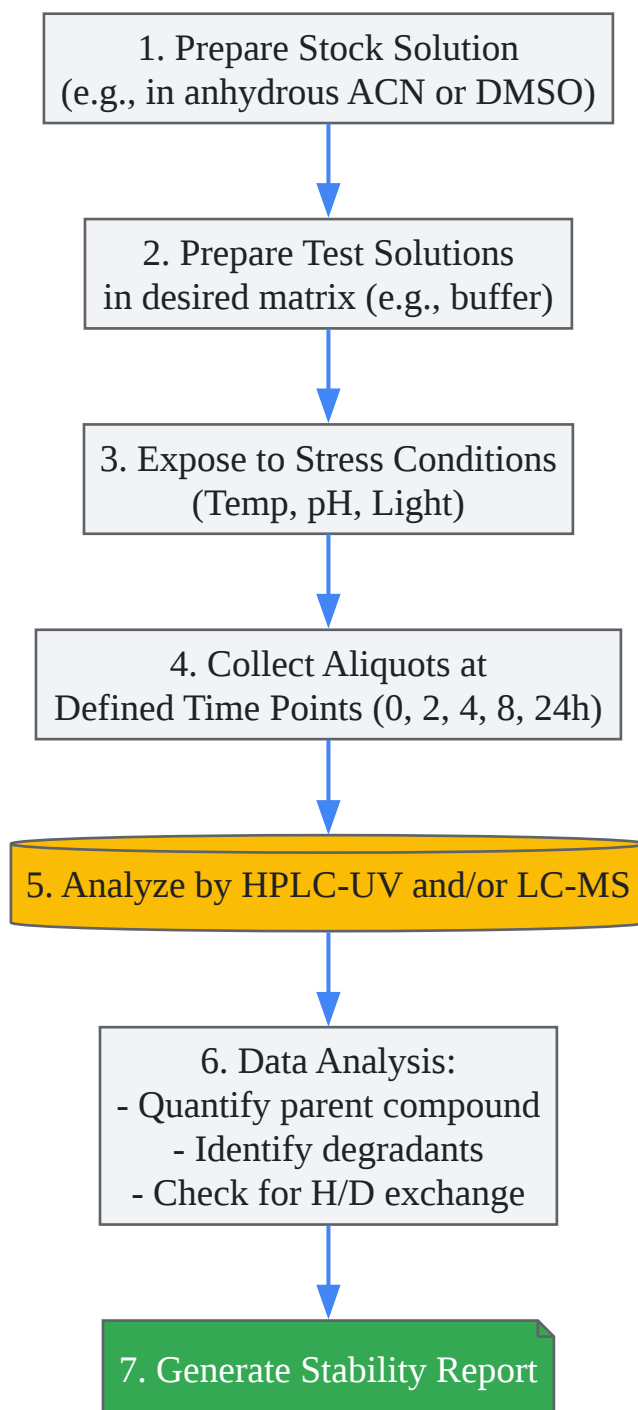 1. Prepare Stock Solution
(e.g., in anhydrous ACN or DMSO)
2. Prepare Test Solutions
in desired matrix (e.g., buffer)
3. Expose to Stress Conditions
(Temp, pH, Light)
4. Collect Aliquots at
Defined Time Points (0, 2, 4, 8, 24h)
5. Analyze by HPLC-UV and/or LC-MS
6. Data Analysis:
- Quantify parent compound
- Identify degradants
- Check for H/D exchange
7. Generate Stability Report